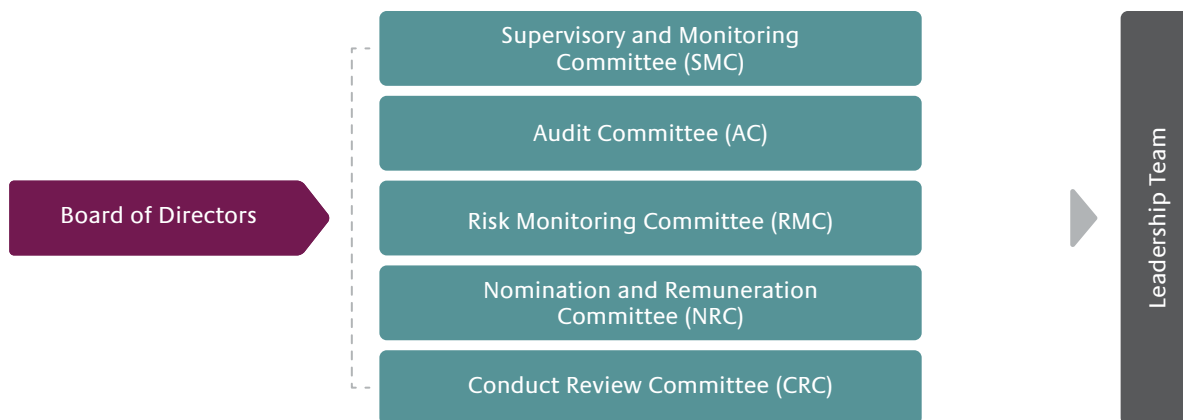 Board of Directors
Supervisory and Monitoring
Committee (SMC)
Audit Committee (AC)
Risk Monitoring Committee (RMC)
Nomination and Remuneration
Committee (NRC)
Conduct Review Committee (CRC)
Leadership Team